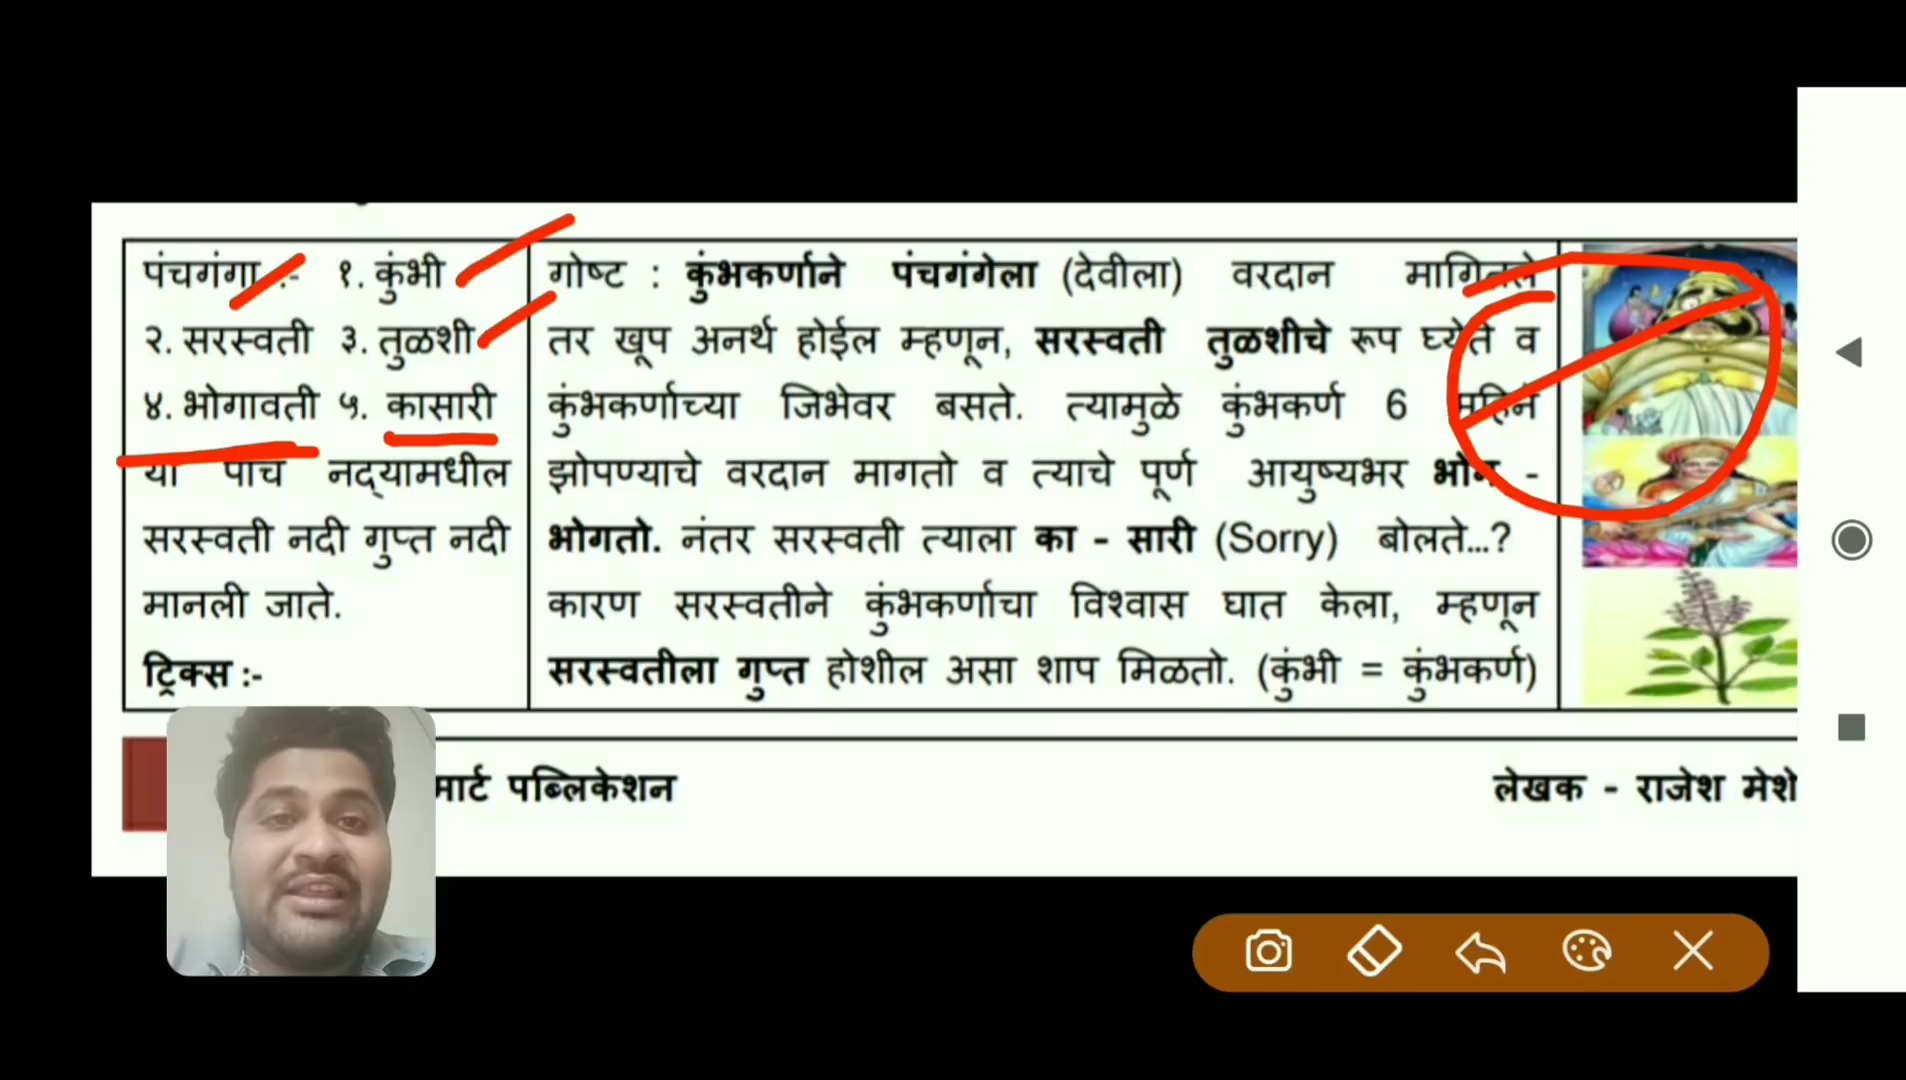 पंचगंगा :- १. कुंभी
२. सरस्वती ३. तुळशी
४. भोगावती ५. कासारी
या पाच नद्यामधील
सरस्वती नदी गुप्त नदी
मानली जाते.
ट्रिक्स :-
गोष्ट : कुंभकर्णाने पंचगंगेला (देवीला) वरदान मागितले
तर खूप अनर्थ होईल म्हणून, सरस्वती तुळशीचे रूप घ्येते व
कुंभकर्णाच्या जिभेवर बसते. त्यामुळे कुंभकर्ण 6 महिने
झोपण्याचे वरदान मागतो व त्याचे पूर्ण आयुष्यभर भोग -
भोगतो. नंतर सरस्वती त्याला का - सारी (Sorry) बोलते...?
कारण सरस्वतीने कुंभकर्णाचा विश्वास घात केला, म्हणून
सरस्वतीला गुप्त होशील असा शाप मिळतो. (कुंभी = कुंभकर्ण)
मार्ट पब्लिकेशन
लेखक - राजेश मेशे